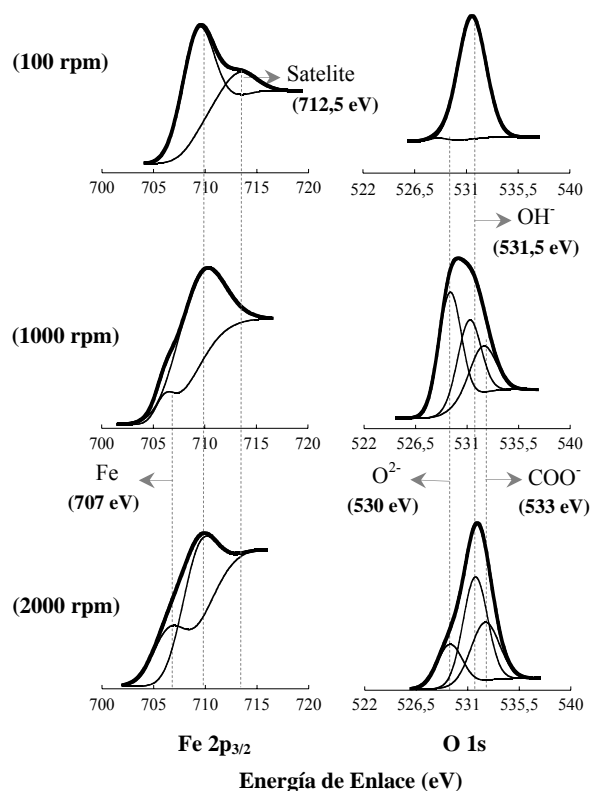 (100 rpm)
Satelite
(712,5 eV)
700 705 710 715 720
522 526,5 531 535,5 540
OH⁻
(531,5 eV)
(1000 rpm)
700 705 710 715 720
522 526,5 531 535,5 540
Fe
(707 eV)
O²⁻
(530 eV)
COO⁻
(533 eV)
(2000 rpm)
700 705 710 715 720
522 526,5 531 535,5 540
Fe 2p₃/₂
O 1s
Energía de Enlace (eV)